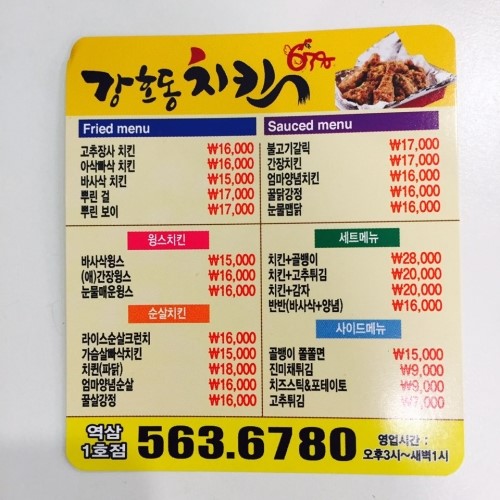 강호동치킨 678
Fried menu
고추장사 치킨 ₩16,000
아삭빠삭 치킨 ₩16,000
바사삭 치킨 ₩15,000
뿌린 걸 ₩17,000
뿌린 보이 ₩17,000
Sauced menu
불고기갈릭 ₩17,000
간장치킨 ₩17,000
엄마양념치킨 ₩16,000
꿀닭강정 ₩16,000
눈물맵닭 ₩16,000
윙스치킨
바사삭윙스 ₩15,000
(애)간장윙스 ₩16,000
눈물매운윙스 ₩16,000
세트메뉴
치킨+골뱅이 ₩28,000
치킨+고추튀김 ₩20,000
치킨+감자 ₩20,000
반반(바사삭+양념) ₩16,000
순살치킨
라이스순살크런치 ₩16,000
가슴살빠삭치킨 ₩15,000
치퀸(파닭) ₩18,000
엄마양념순살 ₩16,000
꿀살강정 ₩16,000
사이드메뉴
골뱅이 쫄쫄면 ₩15,000
진미채튀김 ₩9,000
치즈스틱&포테이토 ₩9,000
고추튀김 ₩7,000
역삼
1호점
563.6780
영업시간 :
오후3시~새벽1시